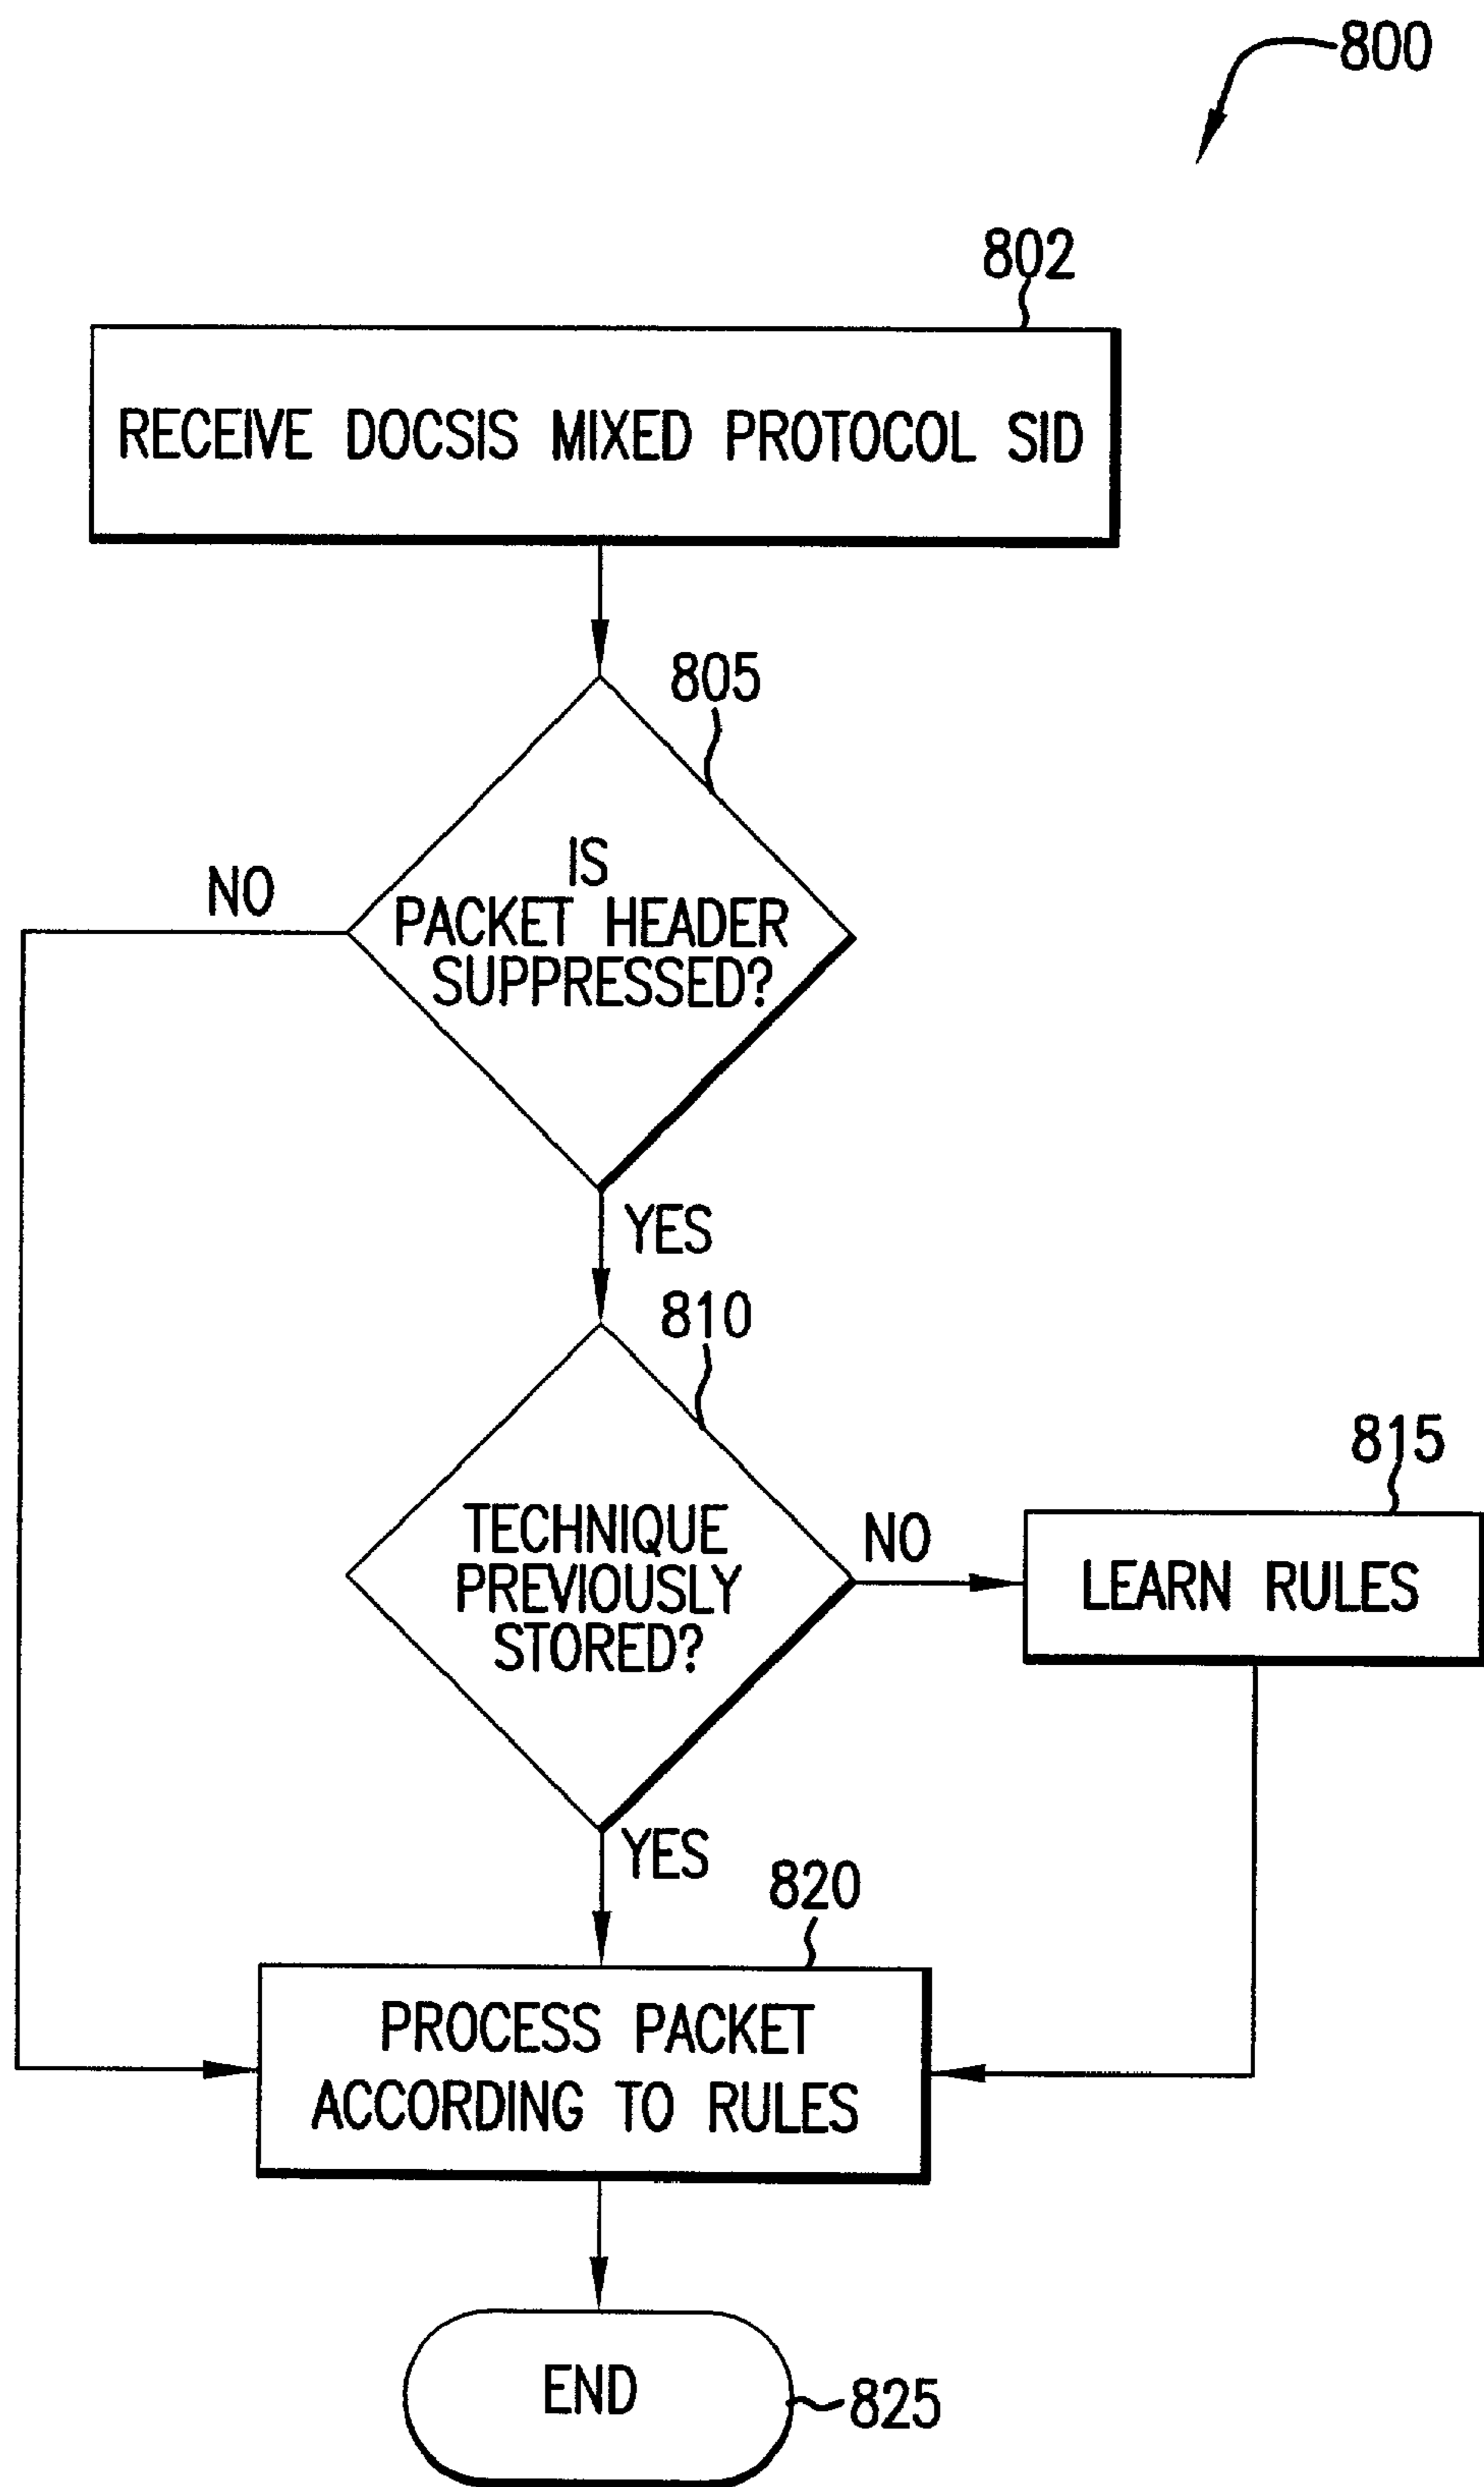 800
802
RECEIVE DOCSIS MIXED PROTOCOL SID
805
IS
PACKET HEADER
SUPPRESSED?
NO
YES
810
TECHNIQUE
PREVIOUSLY
STORED?
NO
815
LEARN RULES
YES
820
PROCESS PACKET
ACCORDING TO RULES
END
825